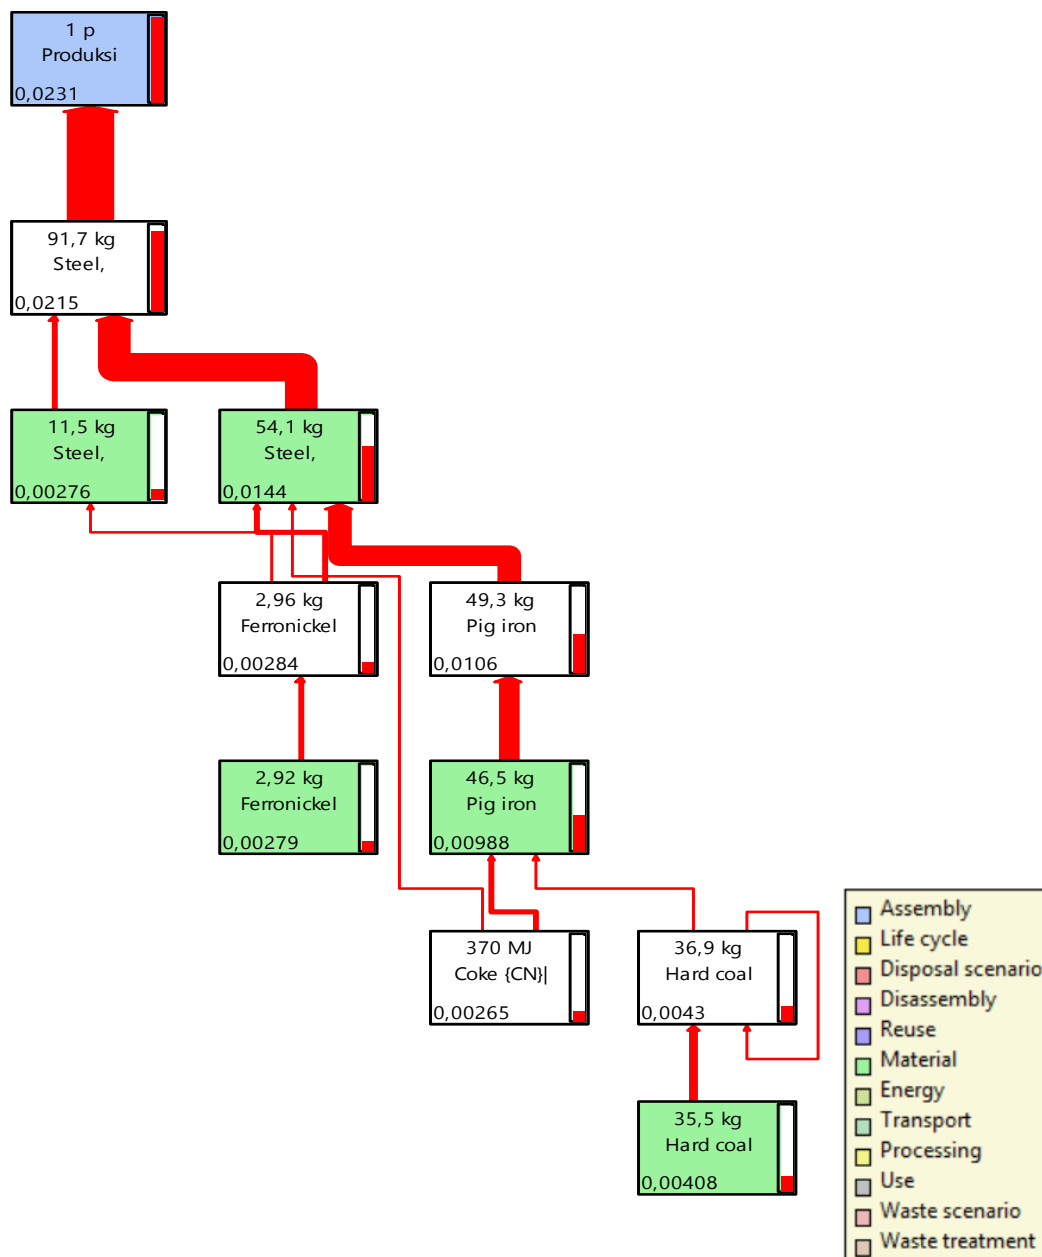 1 p
Produksi
0,0231
91,7 kg
Steel,
0,0215
11,5 kg
Steel,
0,00276
54,1 kg
Steel,
0,0144
2,96 kg
Ferronickel
0,00284
49,3 kg
Pig iron
0,0106
2,92 kg
Ferronickel
0,00279
46,5 kg
Pig iron
0,00988
370 MJ
Coke {CN}|
0,00265
36,9 kg
Hard coal
0,0043
35,5 kg
Hard coal
0,00408
Assembly
Life cycle
Disposal scenario
Disassembly
Reuse
Material
Energy
Transport
Processing
Use
Waste scenario
Waste treatment